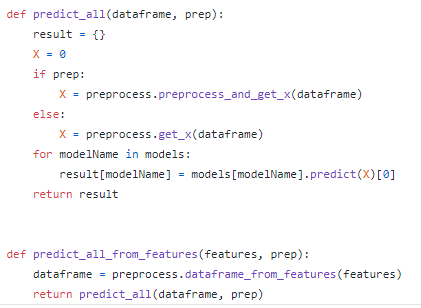 def predict_all(dataframe, prep):
    result = {}
    X = 0
    if prep:
        X = preprocess.preprocess_and_get_x(dataframe)
    else:
        X = preprocess.get_x(dataframe)
    for modelName in models:
        result[modelName] = models[modelName].predict(X)[0]
    return result
def predict_all_from_features(features, prep):
    dataframe = preprocess.dataframe_from_features(features)
    return predict_all(dataframe, prep)